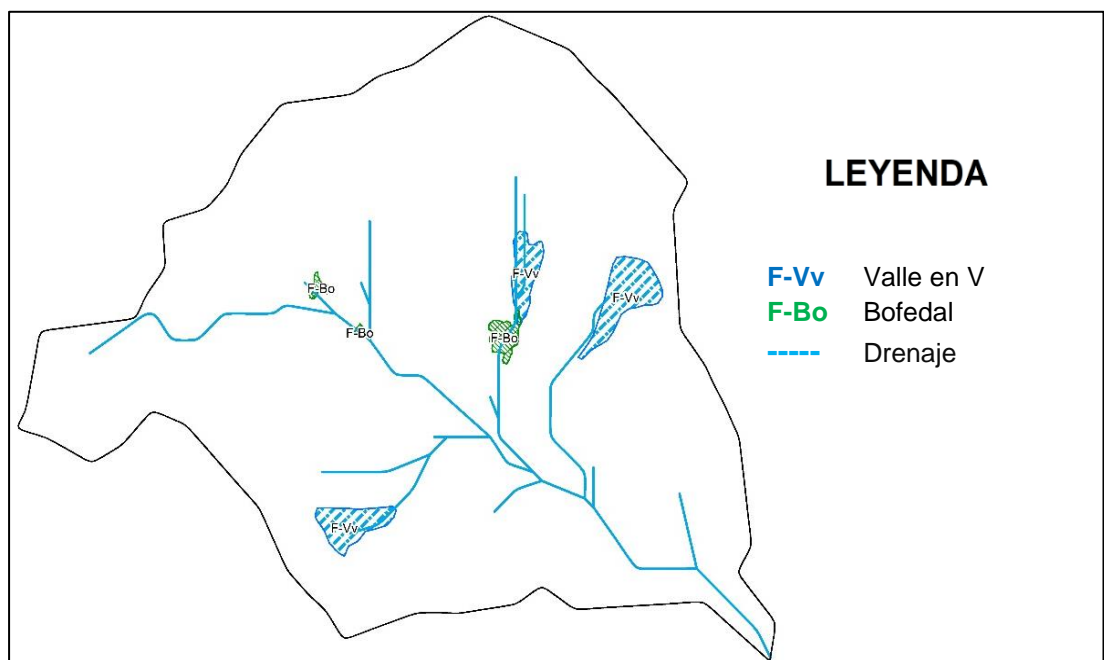 LEYENDA
F-Vv Valle en V
F-Bo Bofedal
Drenaje
F-Vv
F-Vv
F-Bo
F-Bo
F-Bo
F-Vv